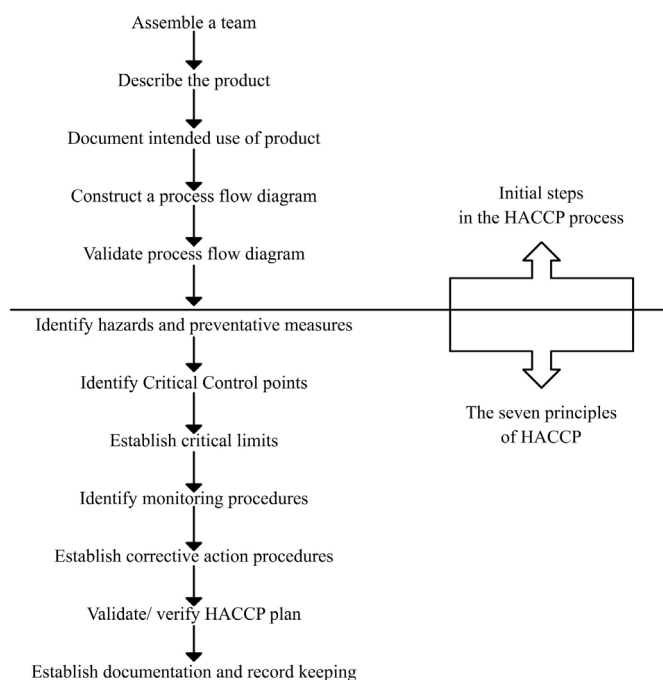 Assemble a team
Describe the product
Document intended use of product
Construct a process flow diagram
Validate process flow diagram
Initial steps
in the HACCP process
Identify hazards and preventative measures
Identify Critical Control points
Establish critical limits
Identify monitoring procedures
Establish corrective action procedures
Validate/ verify HACCP plan
Establish documentation and record keeping
The seven principles
of HACCP